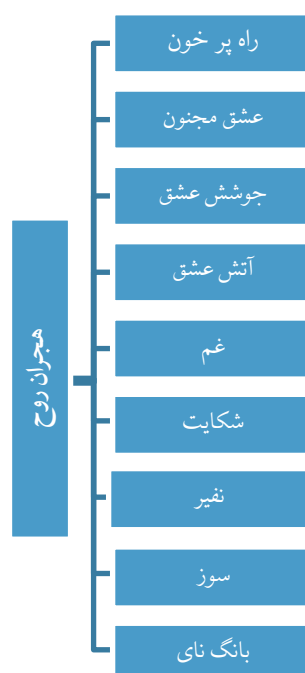 هجران روح
راه پر خون
عشق مجنون
جوشش عشق
آتش عشق
غم
شکایت
نفیر
سوز
بانگ نای